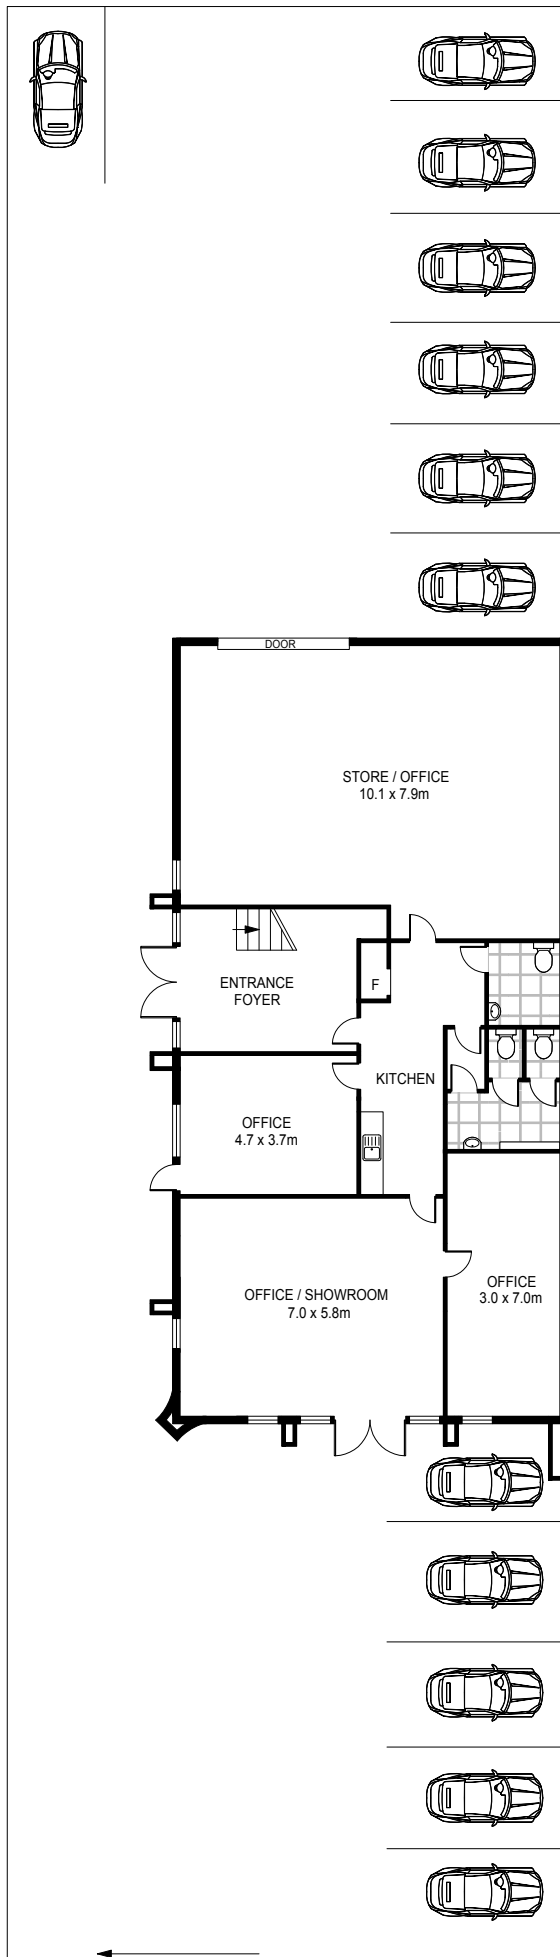 DOOR
STORE / OFFICE
10.1 x 7.9m
ENTRANCE
FOYER
F
KITCHEN
OFFICE
4.7 x 3.7m
OFFICE / SHOWROOM
7.0 x 5.8m
OFFICE
3.0 x 7.0m